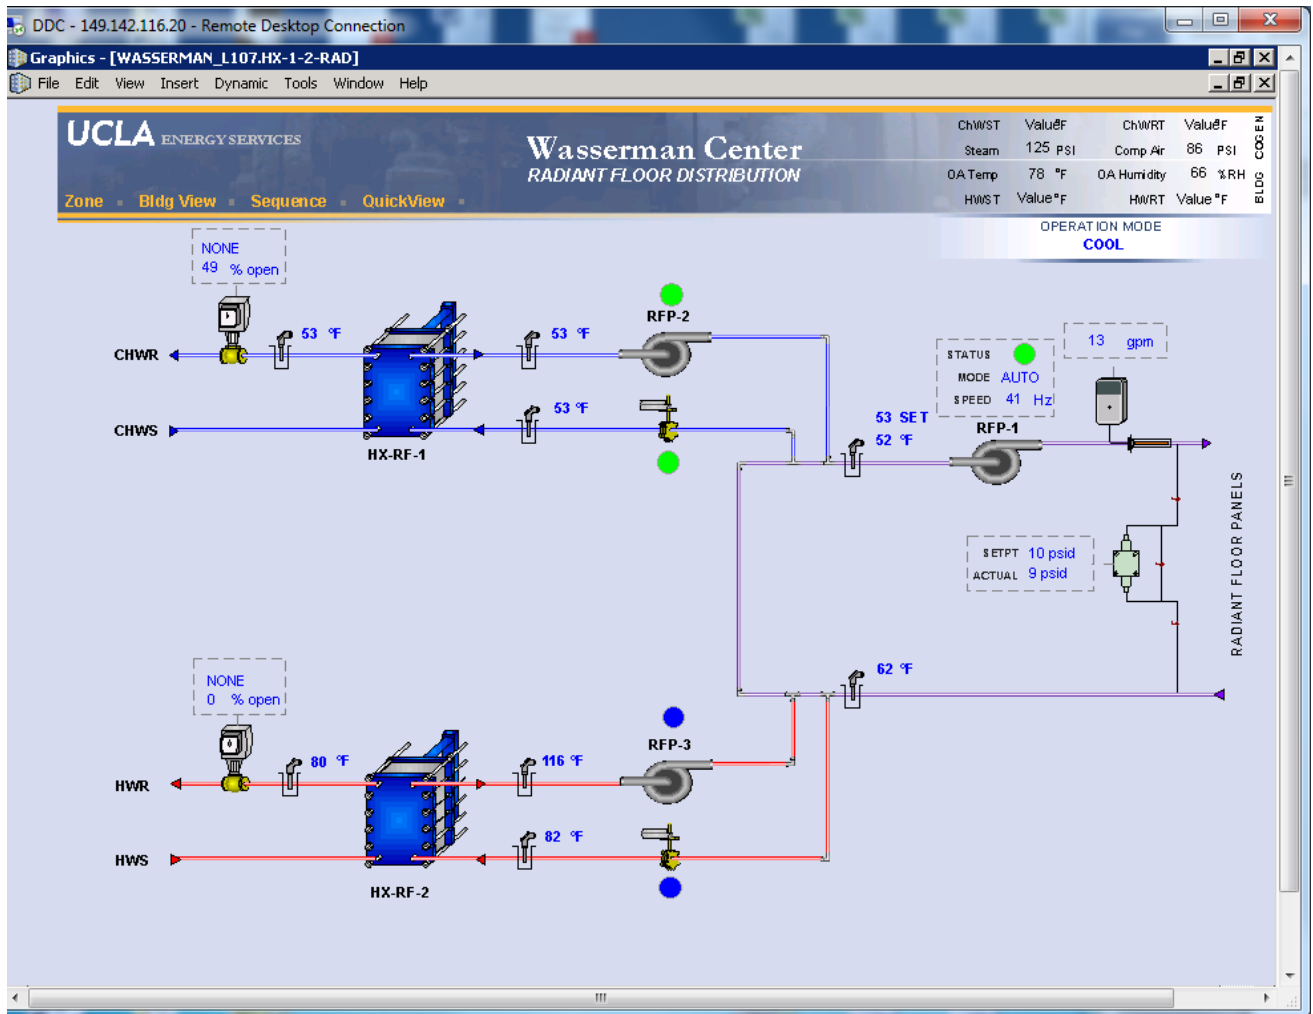 DDC - 149.142.116.20 - Remote Desktop Connection
Graphics - [WASSERMAN_L107.HX-1-2-RAD]
File Edit View Insert Dynamic Tools Window Help
UCLA ENERGY SERVICES
Wasserman Center
RADIANT FLOOR DISTRIBUTION
Zone Bldg View Sequence QuickView
ChWST Value°F ChWRT Value°F
Steam 125 PSI Comp Air 86 PSI
OA Temp 78 °F OA Humidity 66 %RH
HWST Value°F HWRT Value°F
BLDG COGEN
OPERATION MODE
COOL
NONE
49 % open
RFP-2
53 °F
53 °F
CHWR
53 °F
CHWS
HX-RF-1
STATUS
MODE AUTO
SPEED 41 Hz
13 gpm
53 SET
52 °F
RFP-1
SETPT 10 psid
ACTUAL 9 psid
RADIANT FLOOR PANELS
62 °F
NONE
0 % open
RFP-3
80 °F
116 °F
HWR
82 °F
HWS
HX-RF-2